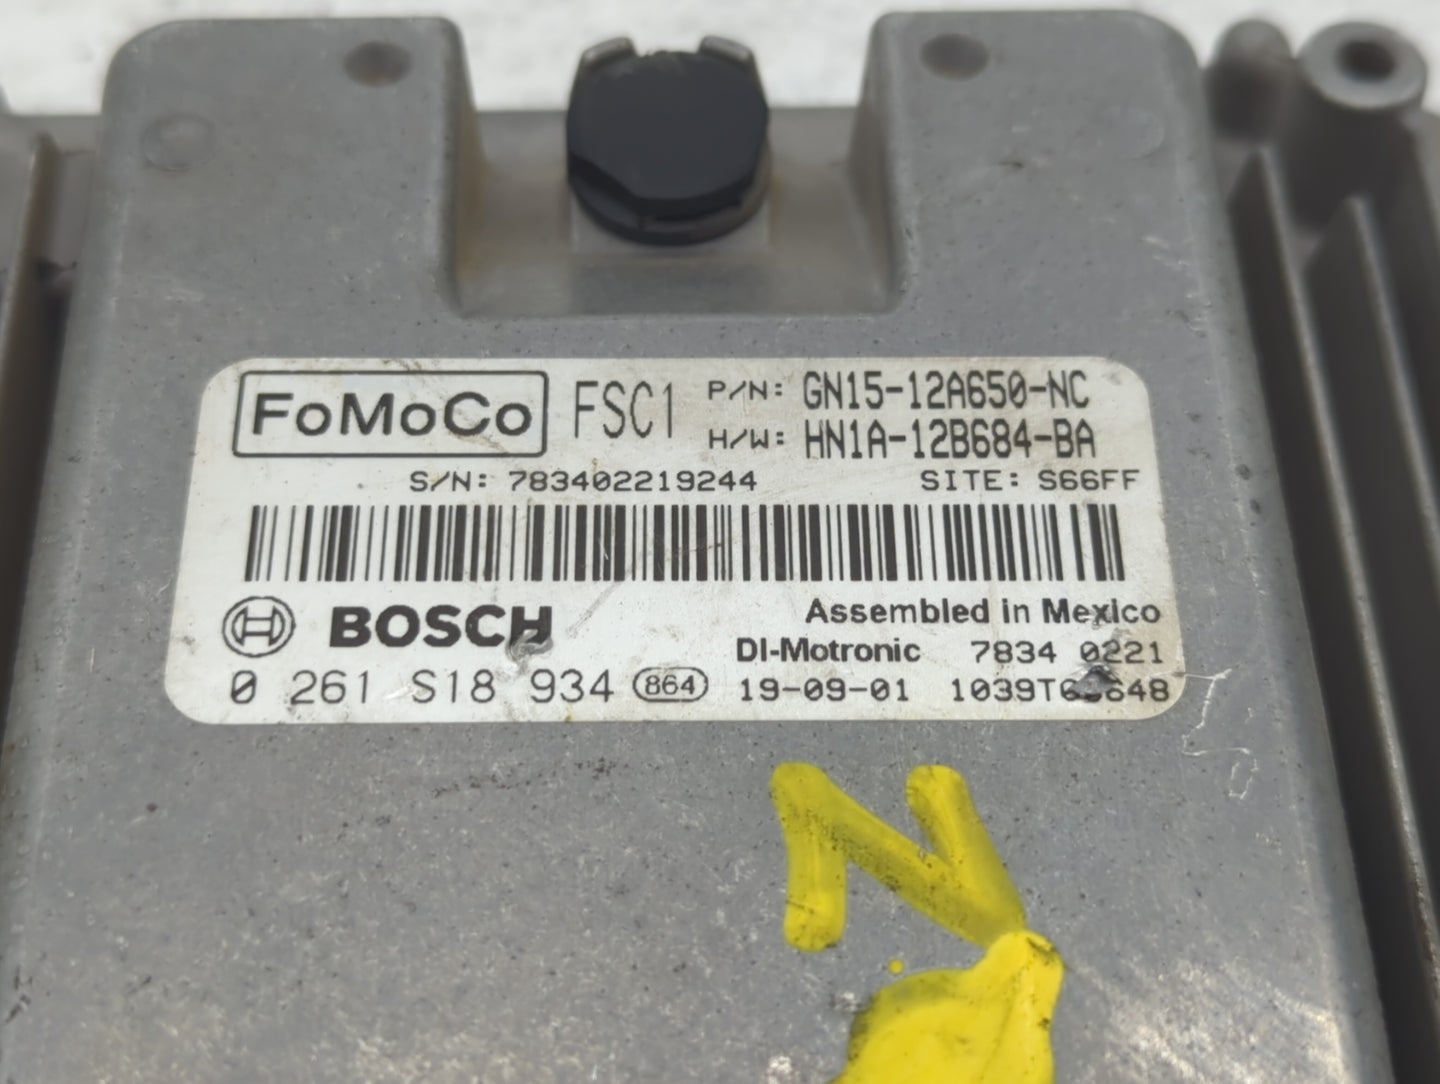 FoMoCo FSC1 P/N: GN15-12A650-NC
H/W: HN1A-12B684-BA
S/N: 783402219244 SITE: S66FF
BOSCH Assembled in Mexico
DI-Motronic 7834 0221
0 261 S18 934 864 19-09-01
N